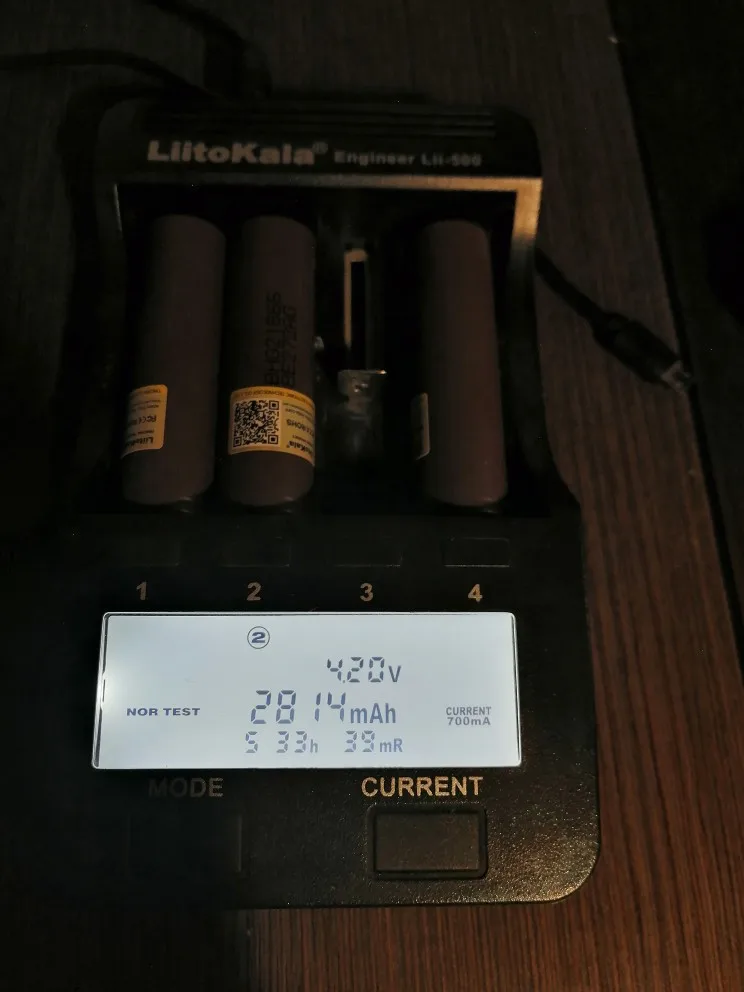 LiitoKala® Engineer Lii-500
LiitoKala
1 2 3 4
2
4.20V
NOR TEST 2814mAh CURRENT 700mA
5 33h 39mR
MODE CURRENT